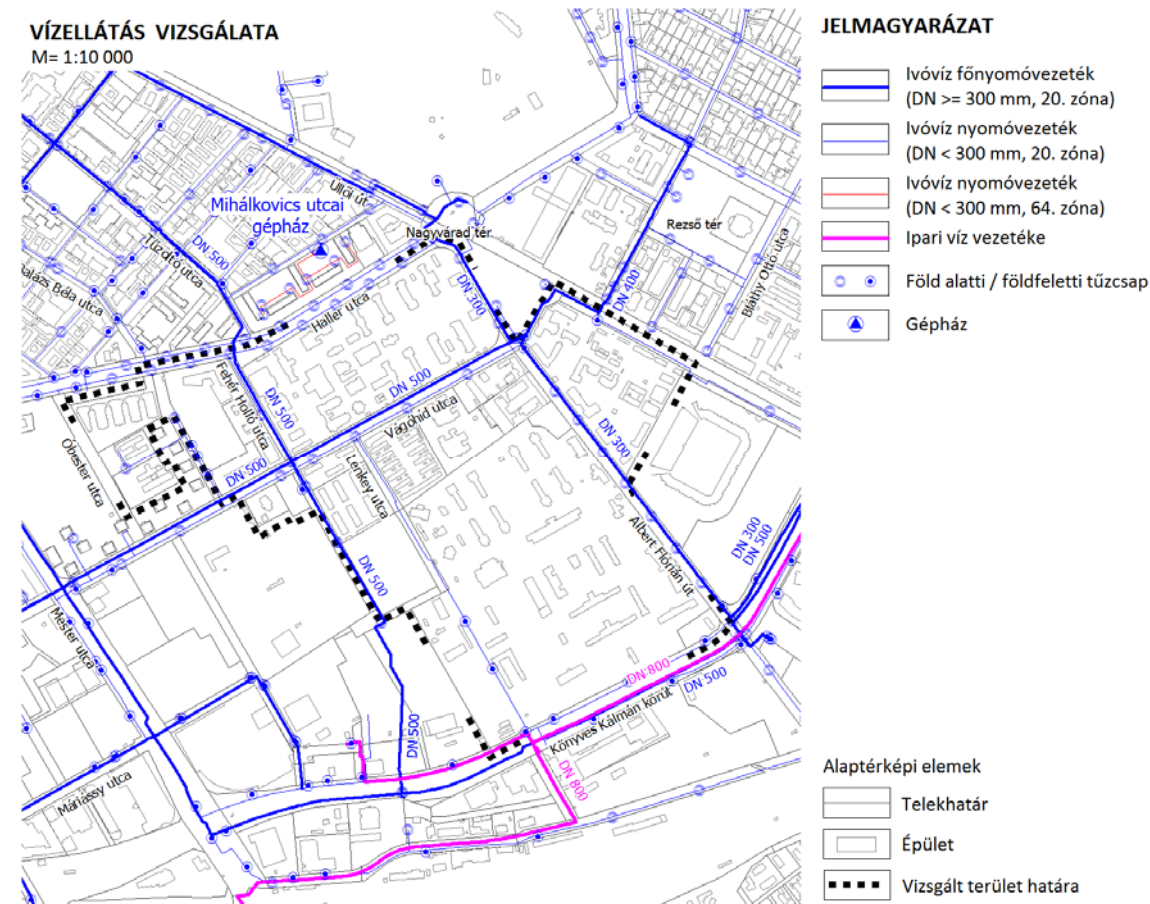 VÍZELLÁTÁS VIZSGÁLATA
M= 1:10 000
Üllői út
Mihálkovics utcai
gépház
Nagyvárad tér
Rezső tér
DN 500
Tűzoltó utca
Balázs Béla utca
Haller utca
DN 300
DN 400
Bláthy Ottó utca
Fehér Holló utca
DN 500
DN 500
Vágóhíd utca
Óbester utca
DN 500
Lenkey utca
DN 300
Albert Flórián út
DN 300
DN 500
DN 500
Mester utca
DN 800
DN 500
DN 500
Könyves Kálmán körút
DN 800
Máriássy utca
JELMAGYARÁZAT
Ivóvíz főnyomóvezeték
(DN >= 300 mm, 20. zóna)
Ivóvíz nyomóvezeték
(DN < 300 mm, 20. zóna)
Ivóvíz nyomóvezeték
(DN < 300 mm, 64. zóna)
Ipari víz vezetéke
Föld alatti / földfeletti tűzcsap
Gépház
Alaptérképi elemek
Telekhatár
Épület
Vizsgált terület határa